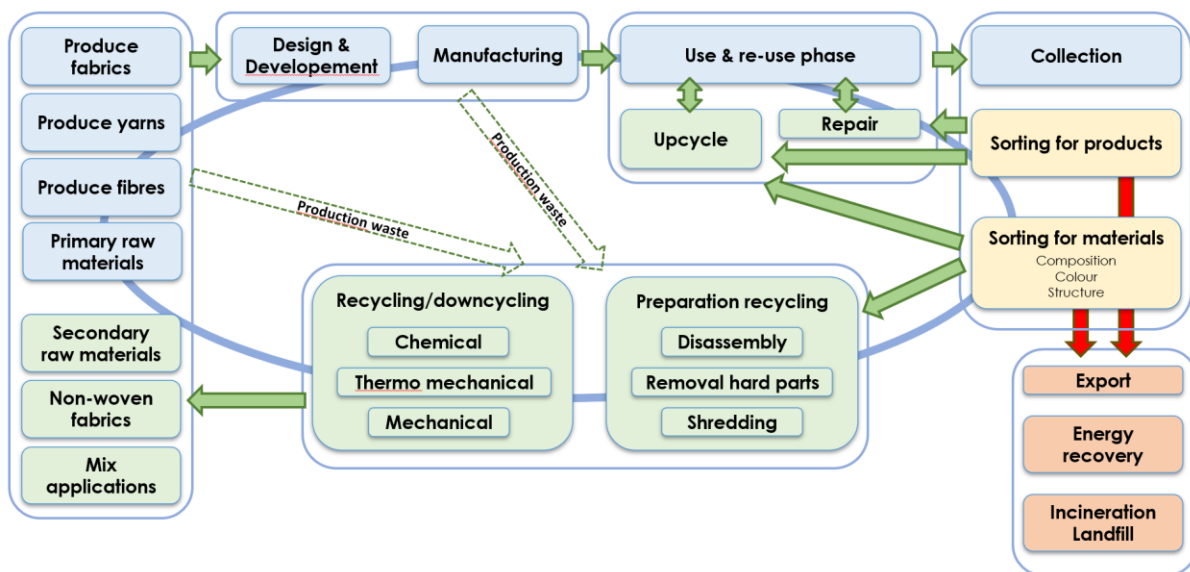 Produce
fabrics
Produce yarns
Produce fibres
Primary raw
materials
Secondary
raw materials
Non-woven
fabrics
Mix
applications
Design &
Developement
Manufacturing
Use & re-use phase
Upcycle
Repair
Collection
Sorting for products
Sorting for materials
Composition
Colour
Structure
Production waste
Production waste
Recycling/downcycling
Chemical
Thermo mechanical
Mechanical
Preparation recycling
Disassembly
Removal hard parts
Shredding
Export
Energy
recovery
Incineration
Landfill